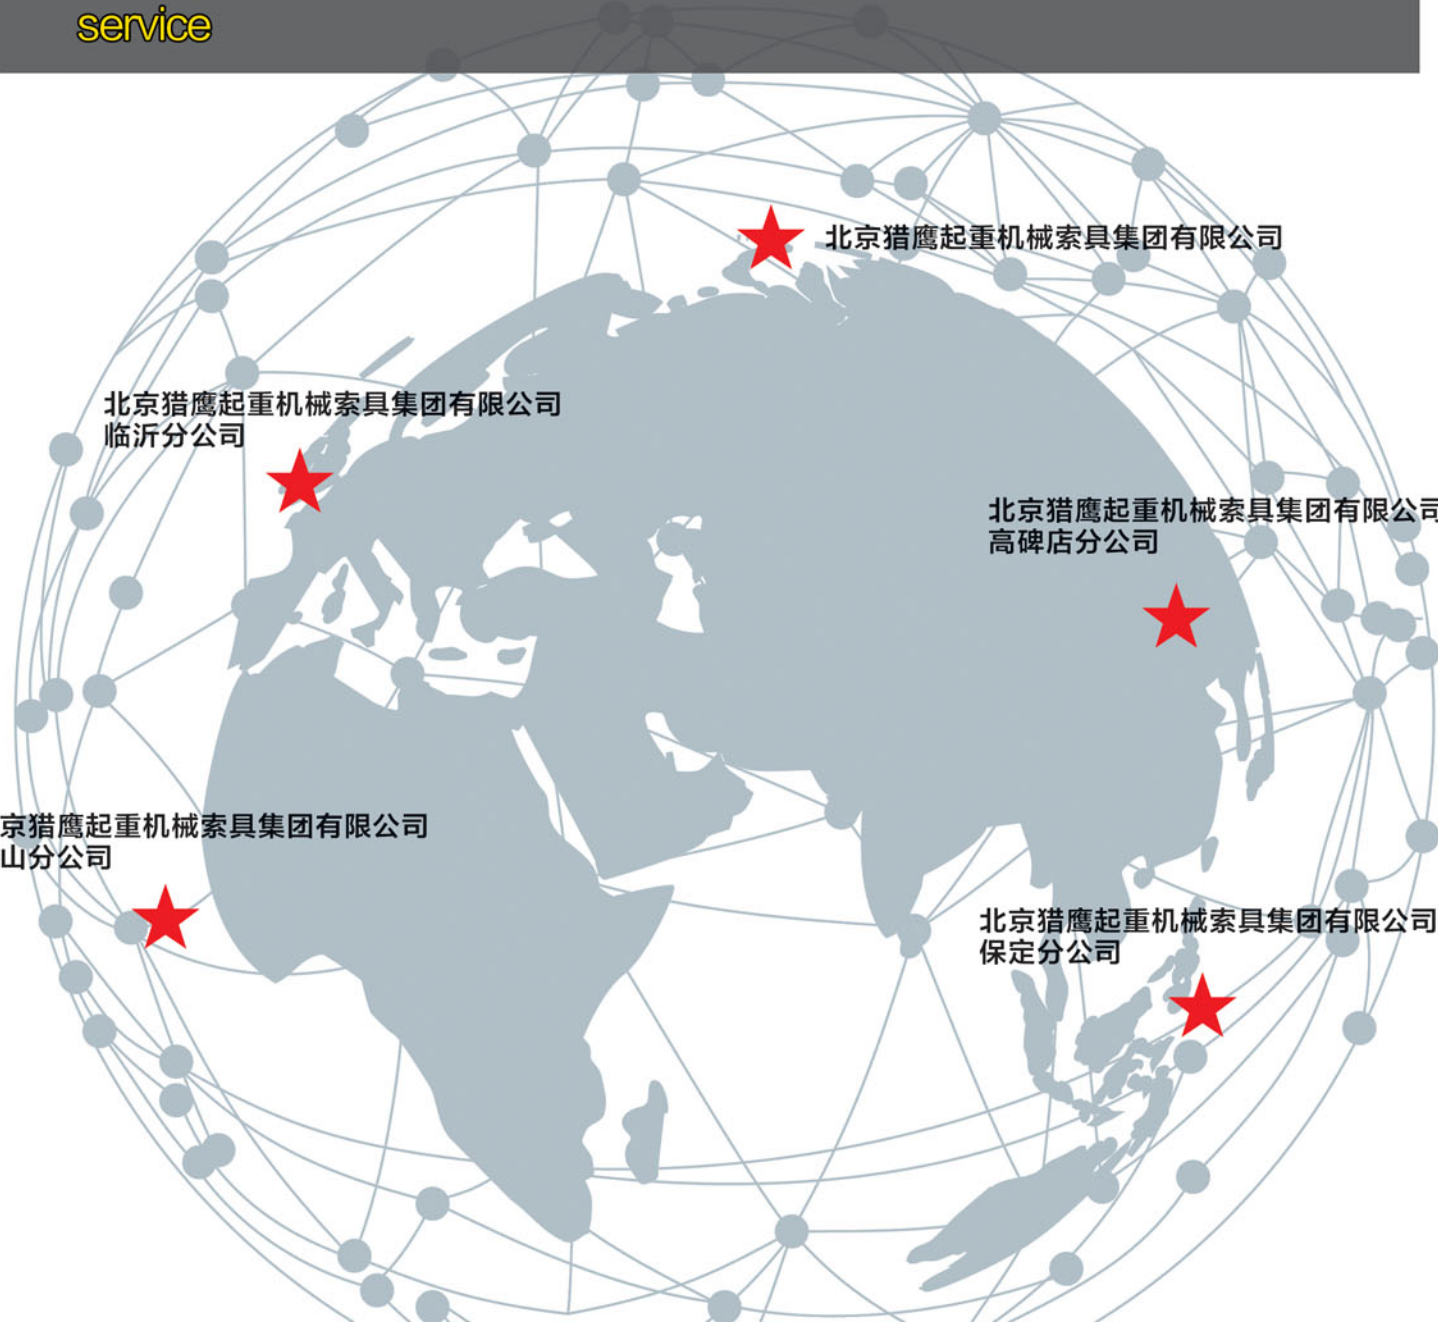 service
北京猎鹰起重机械索具集团有限公司
北京猎鹰起重机械索具集团有限公司
临沂分公司
北京猎鹰起重机械索具集团有限公司
高碑店分公司
京猎鹰起重机械索具集团有限公司
山分公司
北京猎鹰起重机械索具集团有限公司
保定分公司